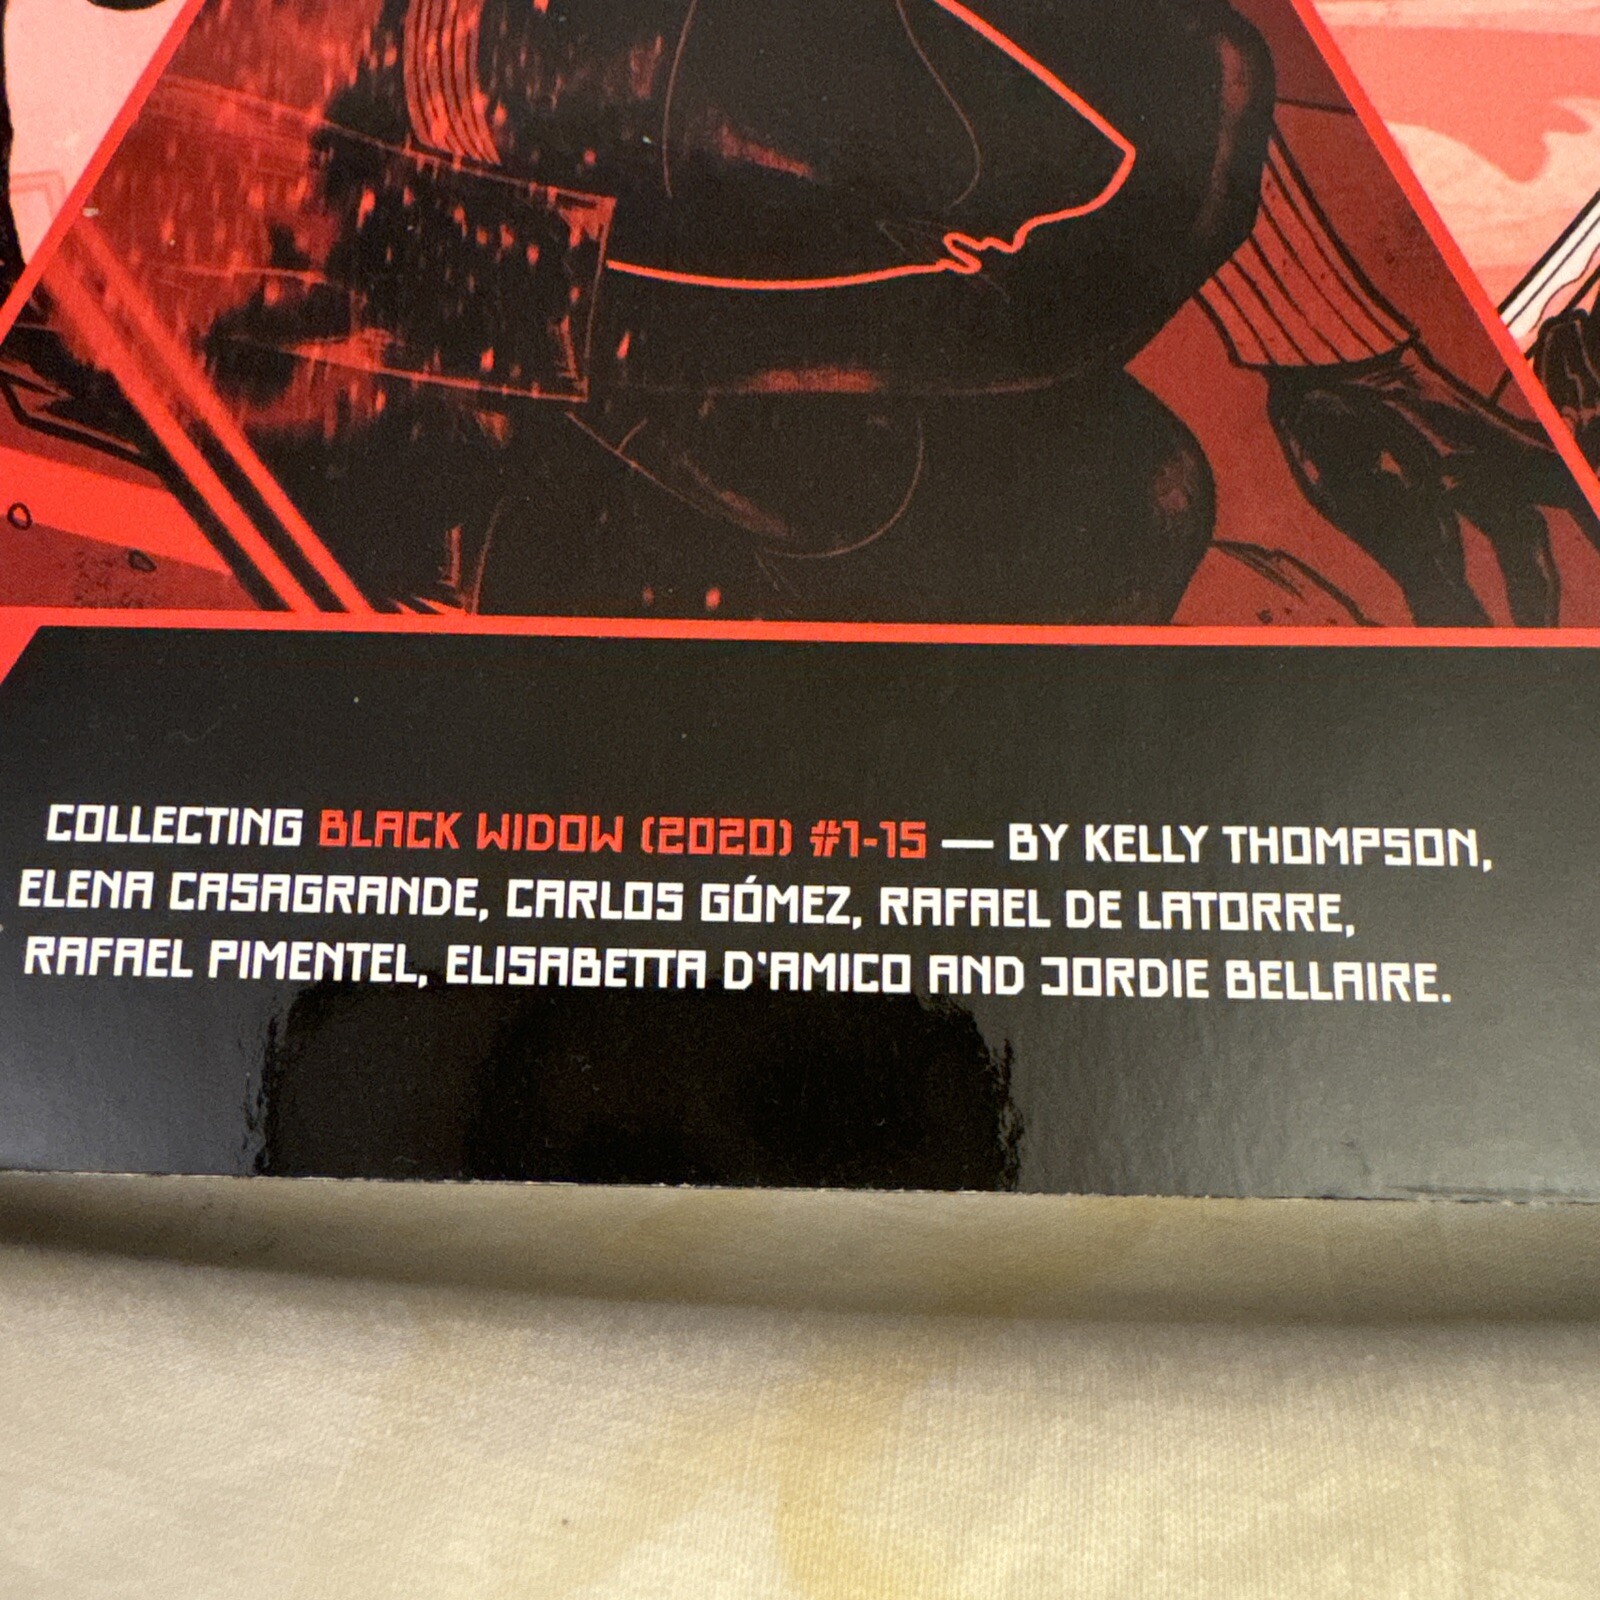 COLLECTING BLACK WIDOW (2020) #1-15 — BY KELLY THOMPSON,
ELENA CASAGRANDE, CARLOS GÓMEZ, RAFAEL DE LATORRE,
RAFAEL PIMENTEL, ELISABETTA D'AMICO AND JORDIE BELLAIRE.